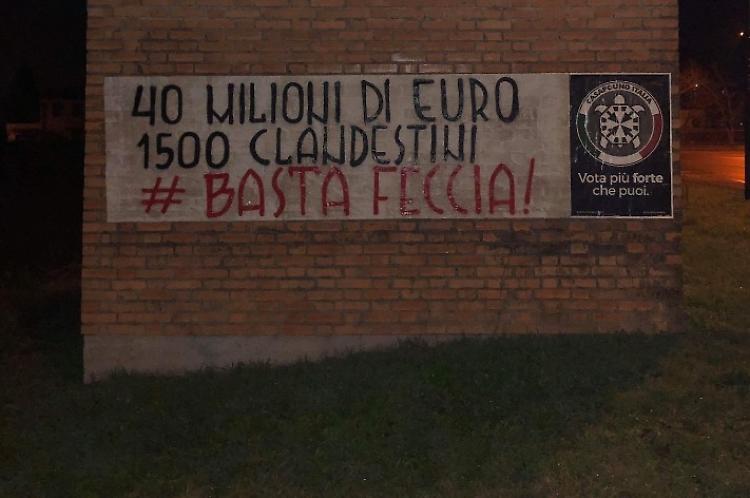 40 MILIONI DI EURO
1500 CLANDESTINI
# BASTA FECCIA!
CASAPOUND ITALIA
Vota più forte
che puoi.